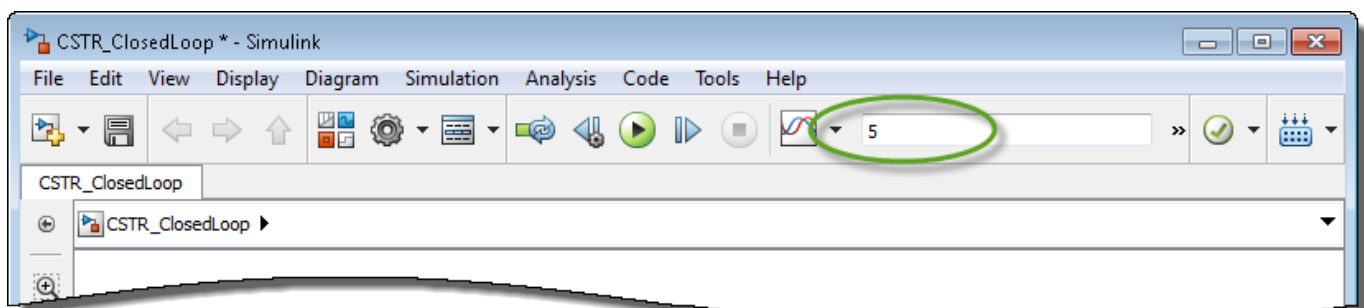 CSTR_ClosedLoop * - Simulink
File Edit View Display Diagram Simulation Analysis Code Tools Help
5 »
CSTR_ClosedLoop
CSTR_ClosedLoop